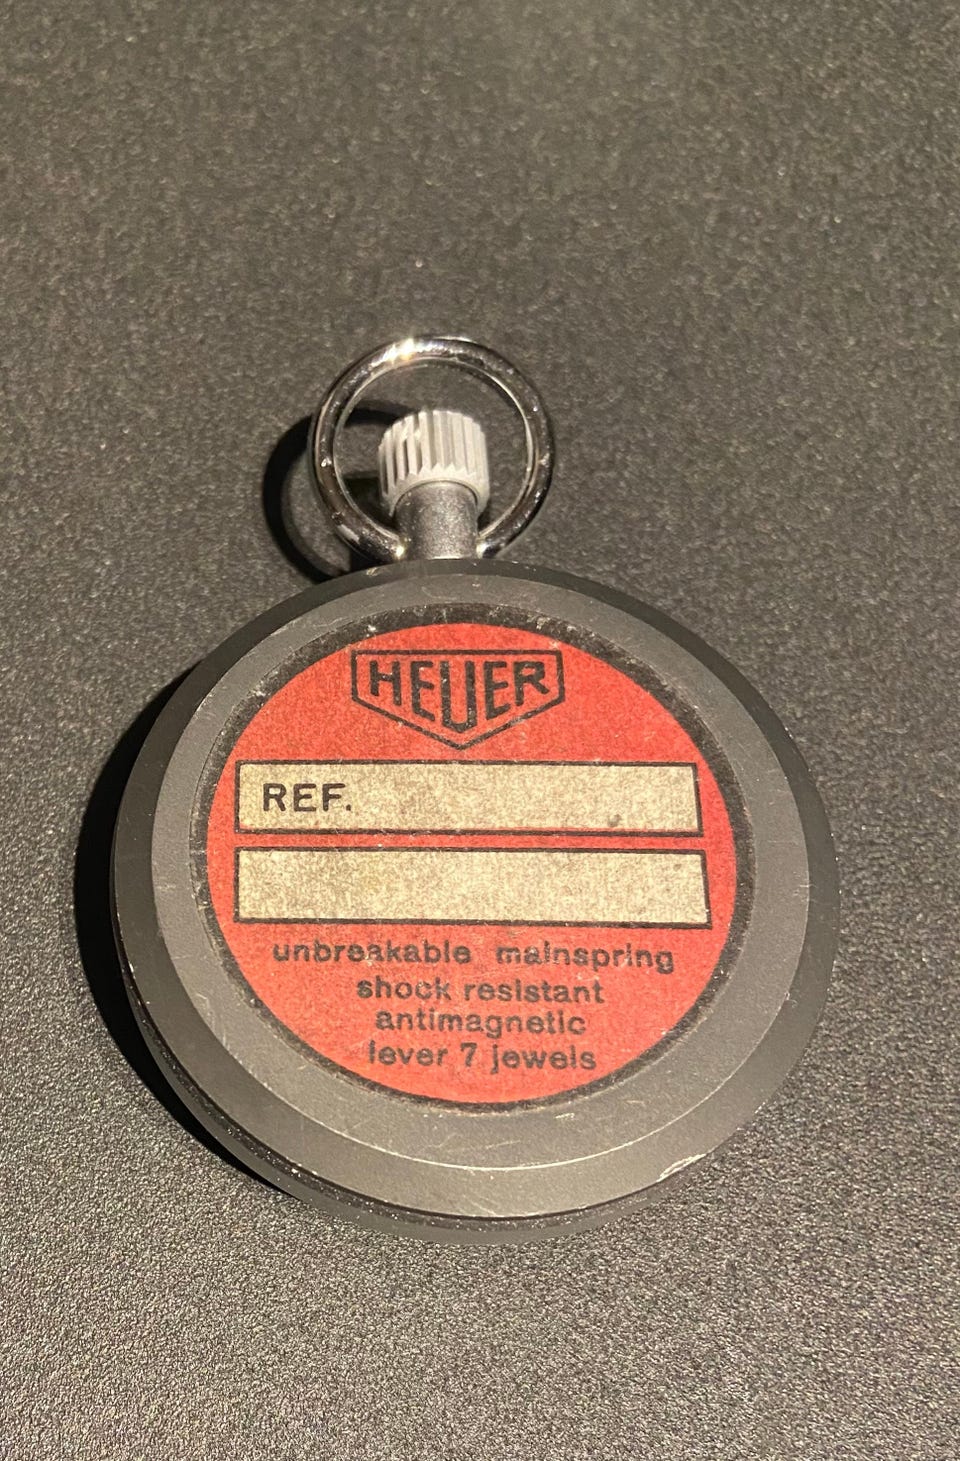 HEUER
REF.
unbreakable mainspring
shock resistant
antimagnetic
lever 7 jewels